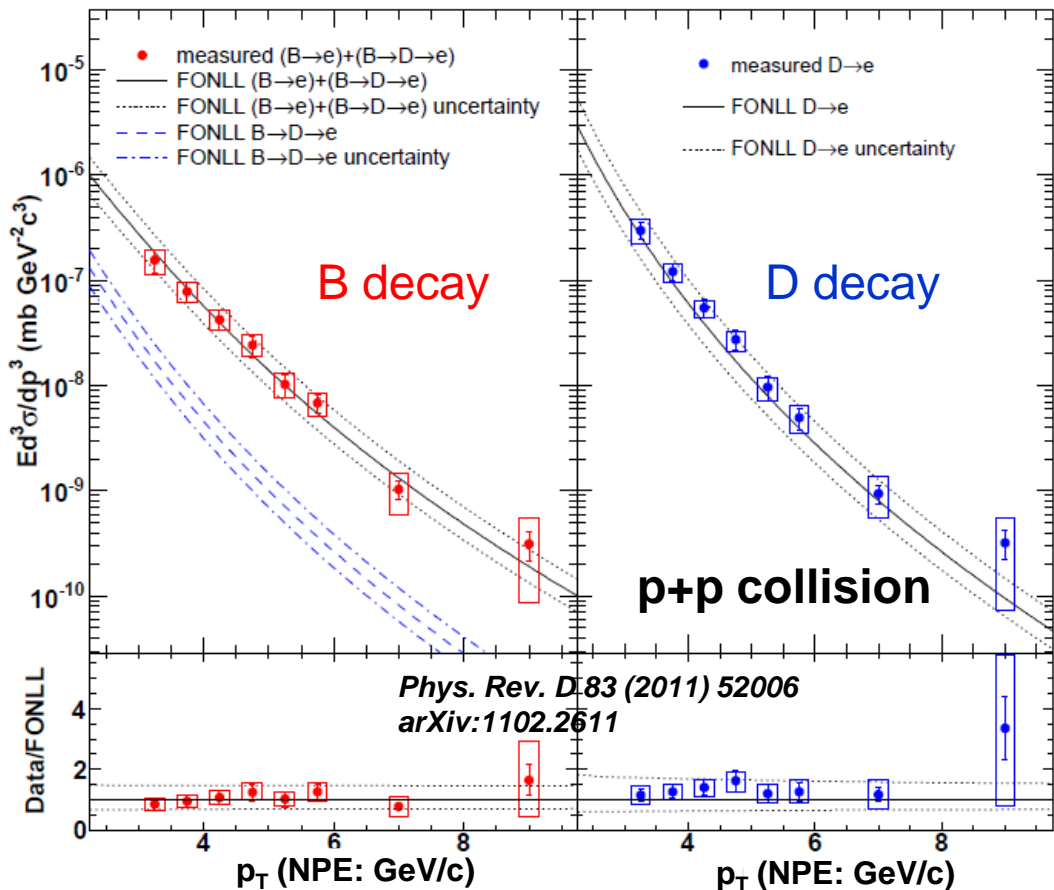 measured (B→e)+(B→D→e)
FONLL (B→e)+(B→D→e)
FONLL (B→e)+(B→D→e) uncertainty
FONLL B→D→e
FONLL B→D→e uncertainty
measured D→e
FONLL D→e
FONLL D→e uncertainty
Ed³σ/dp³ (mb GeV⁻²c³)
10⁻⁵
10⁻⁶
10⁻⁷
10⁻⁸
10⁻⁹
10⁻¹⁰
B decay
D decay
p+p collision
Data/FONLL
4
2
0
Phys. Rev. D 83 (2011) 52006
arXiv:1102.2611
4 6 8
4 6 8
p_T (NPE: GeV/c)
p_T (NPE: GeV/c)